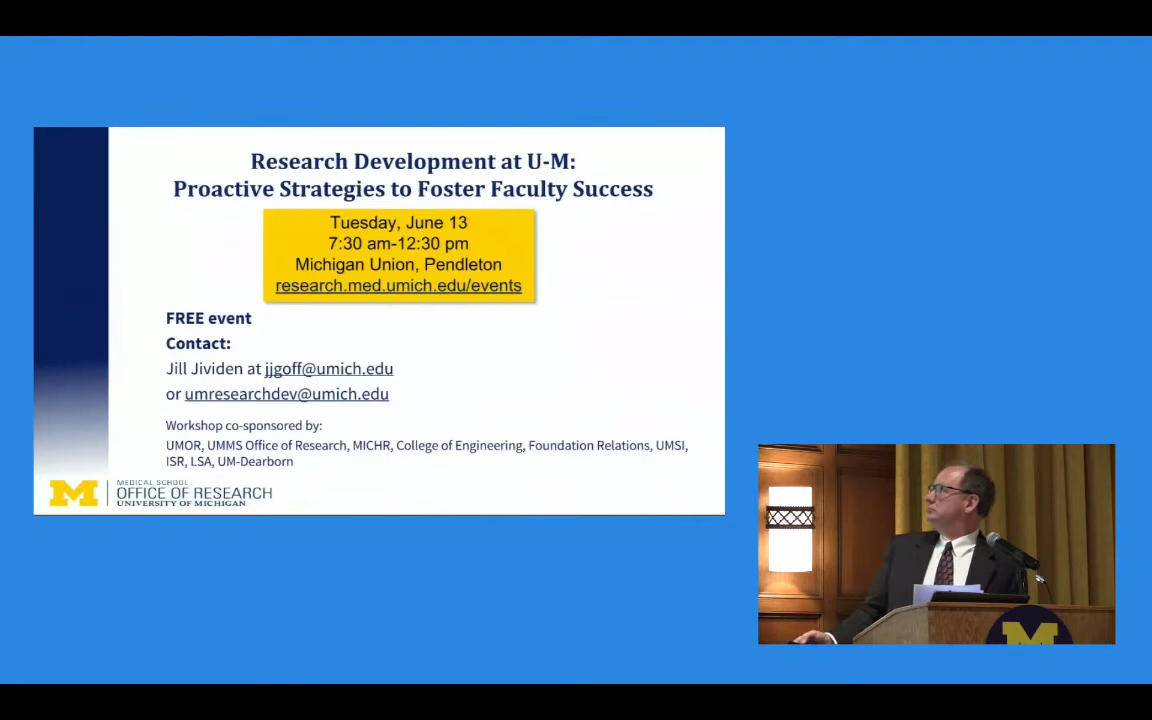 Research Development at U-M:
Proactive Strategies to Foster Faculty Success
Tuesday, June 13
7:30 am-12:30 pm
Michigan Union, Pendleton
research.med.umich.edu/events
FREE event
Contact:
Jill Jividen at jjgoff@umich.edu
or umresearchdev@umich.edu
Workshop co-sponsored by:
UMOR, UMMS Office of Research, MICHR, College of Engineering, Foundation Relations, UMSI,
ISR, LSA, UM-Dearborn
M
MEDICAL SCHOOL
OFFICE OF RESEARCH
UNIVERSITY OF MICHIGAN
M